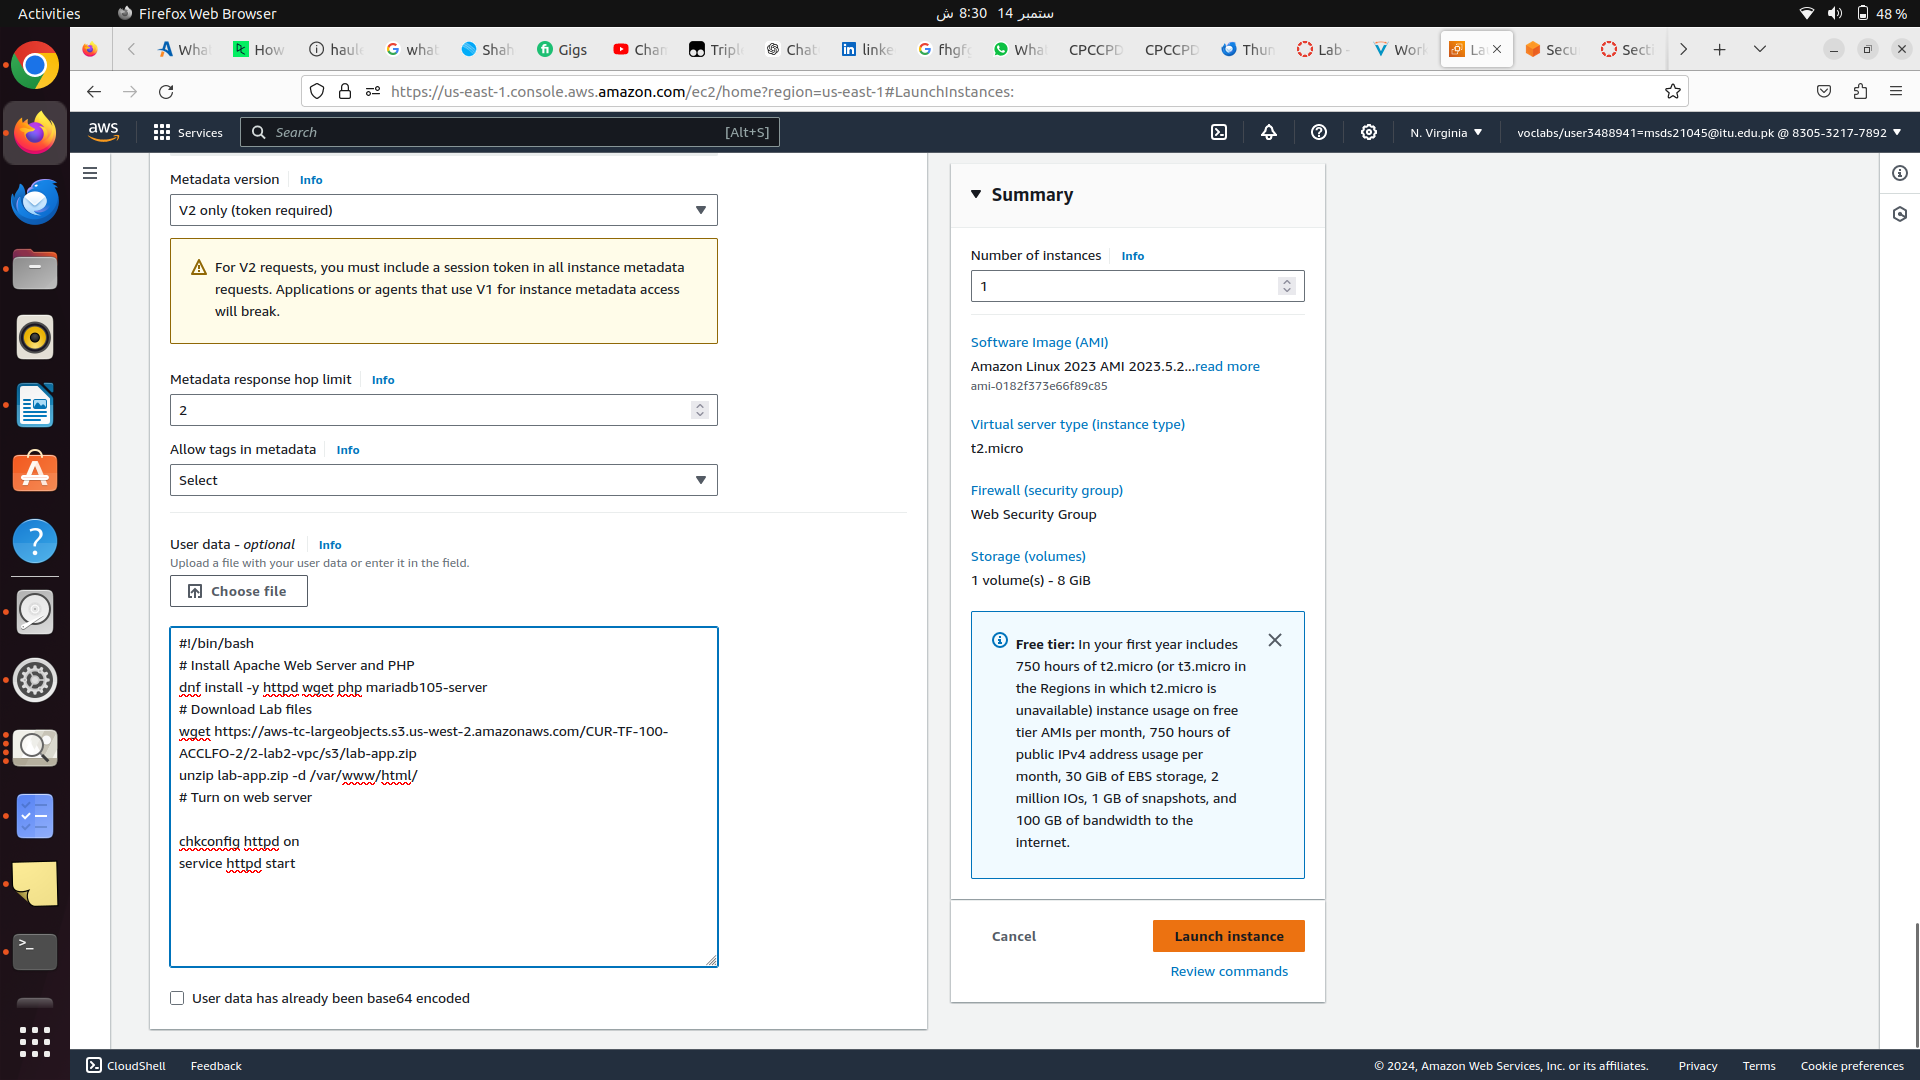 Activities
Firefox Web Browser
ستمبر 14 8:30 ش
48 %
What
How
haul
what
Shah
Gigs
Chan
Tripl
Chat
linke
fhgfg
What
CPCCPD
CPCCPD
Thun
Lab -
Work
La
Secu
Secti
https://us-east-1.console.aws.amazon.com/ec2/home?region=us-east-1#LaunchInstances:
aws
Services
Search
[Alt+S]
N. Virginia
voclabs/user3488941=msds21045@itu.edu.pk @ 8305-3217-7892
Metadata version
Info
V2 only (token required)
For V2 requests, you must include a session token in all instance metadata
requests. Applications or agents that use V1 for instance metadata access
will break.
Metadata response hop limit
Info
2
Allow tags in metadata
Info
Select
User data - optional
Info
Upload a file with your user data or enter it in the field.
Choose file
#!/bin/bash
# Install Apache Web Server and PHP
dnf install -y httpd wget php mariadb105-server
# Download Lab files
wget https://aws-tc-largeobjects.s3.us-west-2.amazonaws.com/CUR-TF-100-
ACCLFO-2/2-lab2-vpc/s3/lab-app.zip
unzip lab-app.zip -d /var/www/html/
# Turn on web server
chkconfig httpd on
service httpd start
User data has already been base64 encoded
Summary
Number of instances
Info
1
Software Image (AMI)
Amazon Linux 2023 AMI 2023.5.2...read more
ami-0182f373e66f89c85
Virtual server type (instance type)
t2.micro
Firewall (security group)
Web Security Group
Storage (volumes)
1 volume(s) - 8 GiB
Free tier: In your first year includes
750 hours of t2.micro (or t3.micro in
the Regions in which t2.micro is
unavailable) instance usage on free
tier AMIs per month, 750 hours of
public IPv4 address usage per
month, 30 GiB of EBS storage, 2
million IOs, 1 GB of snapshots, and
100 GB of bandwidth to the
internet.
Cancel
Launch instance
Review commands
CloudShell
Feedback
© 2024, Amazon Web Services, Inc. or its affiliates.
Privacy
Terms
Cookie preferences